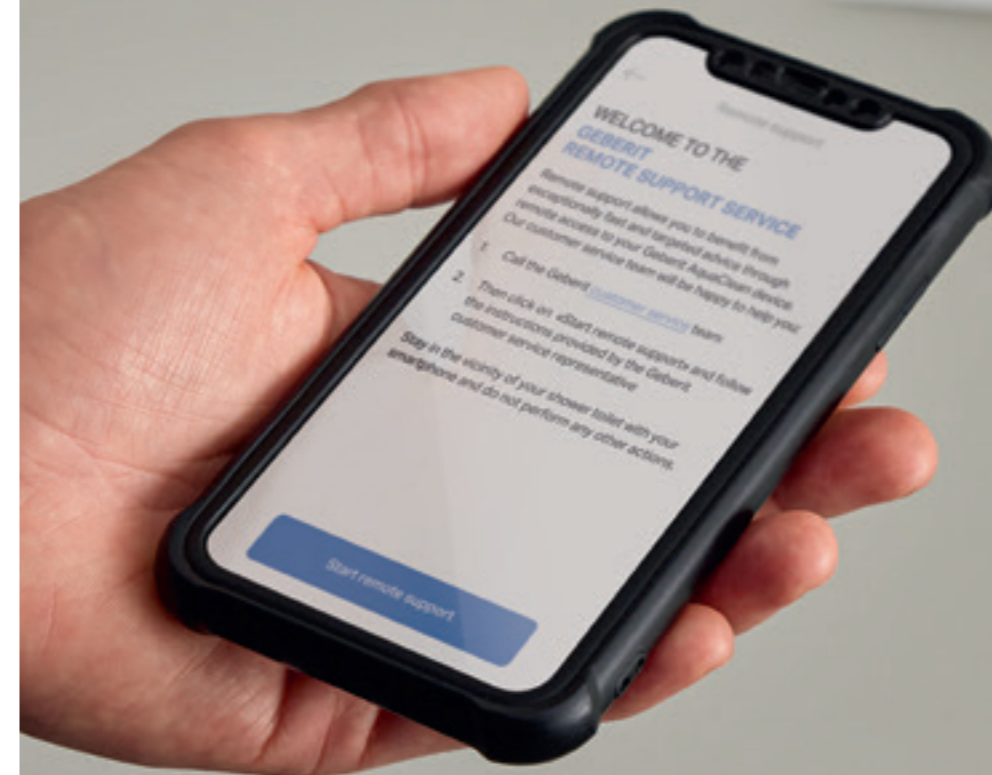 Remote support
WELCOME TO THE
GEBERIT
REMOTE SUPPORT SERVICE
Remote support allows you to benefit from
exceptionally fast and targeted advice through
remote access to your Geberit AquaClean device.
Our customer service team will be happy to help you.
1. Call the Geberit customer service team
2. Then click on «Start remote support» and follow
the instructions provided by the Geberit
customer service representative
Stay in the vicinity of your shower toilet with your
smartphone and do not perform any other actions.
Start remote support